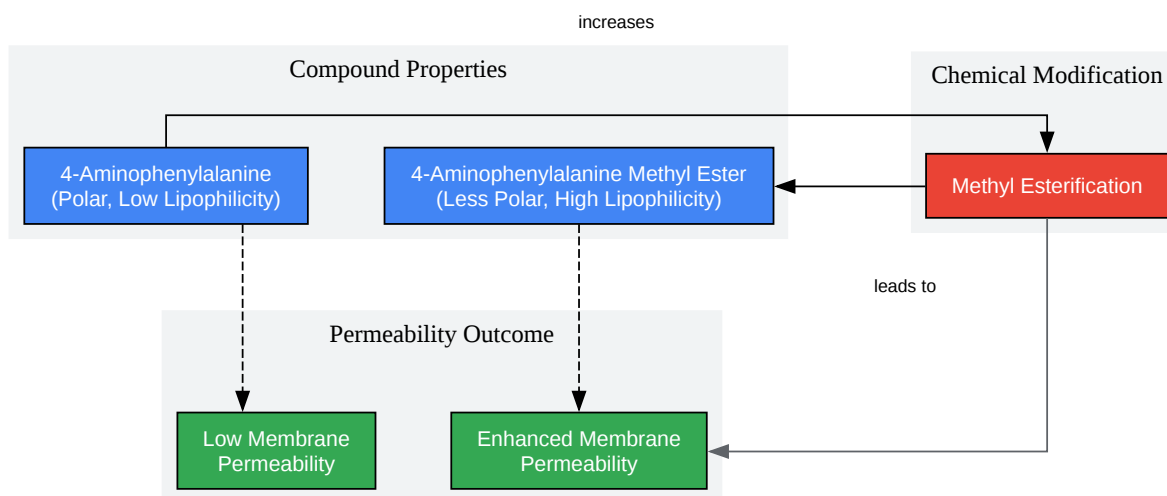 increases
Compound Properties
Chemical Modification
4-Aminophenylalanine
(Polar, Low Lipophilicity)
4-Aminophenylalanine Methyl Ester
(Less Polar, High Lipophilicity)
Methyl Esterification
leads to
Permeability Outcome
Low Membrane
Permeability
Enhanced Membrane
Permeability